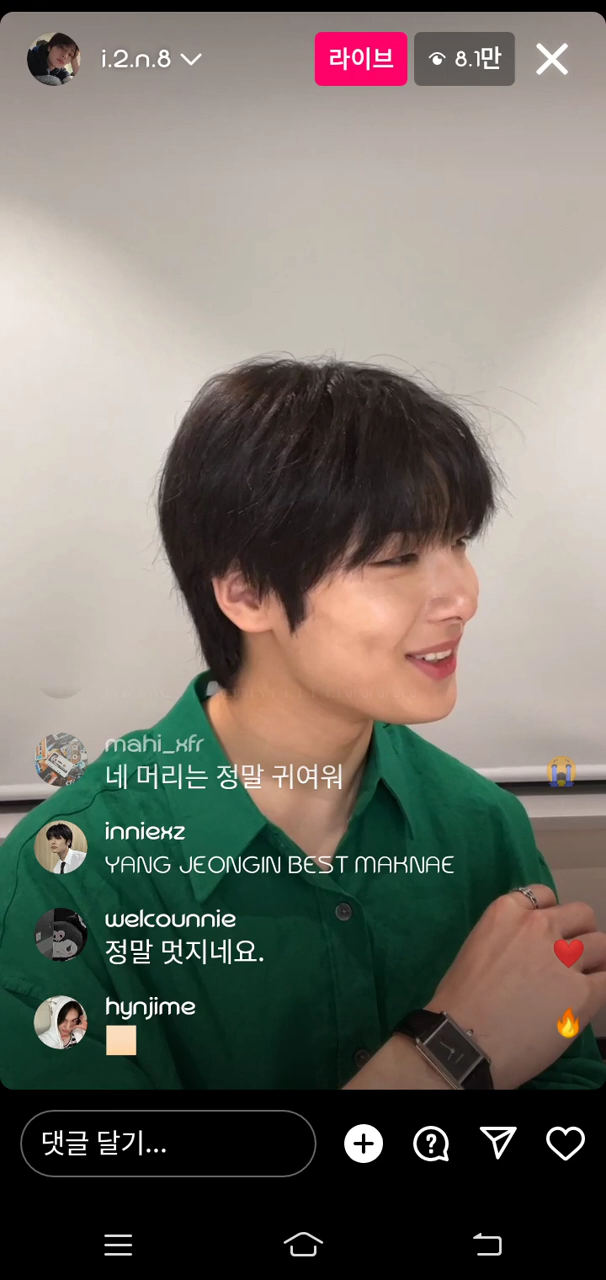 i.2.n.8
라이브
8.1만
mahi_xfr
네 머리는 정말 귀여워
inniexz
YANG JEONGIN BEST MAKNAE
welcounnie
정말 멋지네요.
hynjime
댓글 달기...